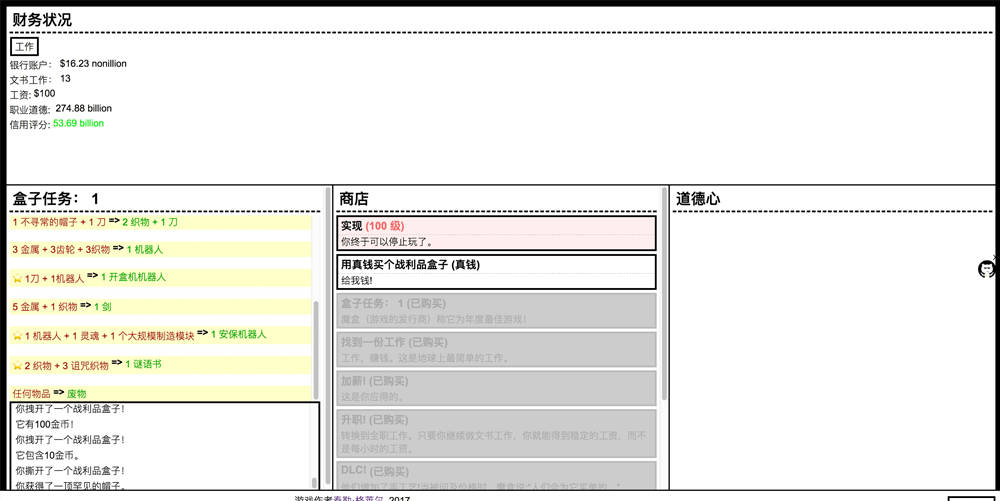 财务状况
工作
银行账户： $16.23 nonillion
文书工作： 13
工资: $100
职业道德: 274.88 billion
信用评分: 53.69 billion
盒子任务： 1
1 不寻常的帽子 + 1 刀 => 2 织物 + 1 刀
3 金属 + 3齿轮 + 3织物 => 1 机器人
1刀 + 1机器人 => 1 开盒机机器人
5 金属 + 1 织物 => 1 剑
1 机器人 + 1 灵魂 + 1 个大规模制造模块 => 1 安保机器人
2 织物 + 3 诅咒织物 => 1 谜语书
任何物品 => 废物
你拽开了一个战利品盒子!
它有100金币!
你拽开了一个战利品盒子!
它包含10金币。
你撕开了一个战利品盒子!
你获得了一顶罕见的帽子。
商店
实现 (100 级)
你终于可以停止玩了。
用真钱买个战利品盒子 (真钱)
给我钱!
盒子任务： 1 (已购买)
魔盒（游戏的发行商）称它为年度最佳游戏!
找到一份工作 (已购买)
工作，赚钱。这是地球上最简单的工作。
加薪! (已购买)
这是你应得的。
升职! (已购买)
转换到全职工作。只要你继续做文书工作，你就能得到稳定的工资，而不
是每小时的工资。
DLC! (已购买)
道德心
游戏作者泰勒·格莱尔, 2017